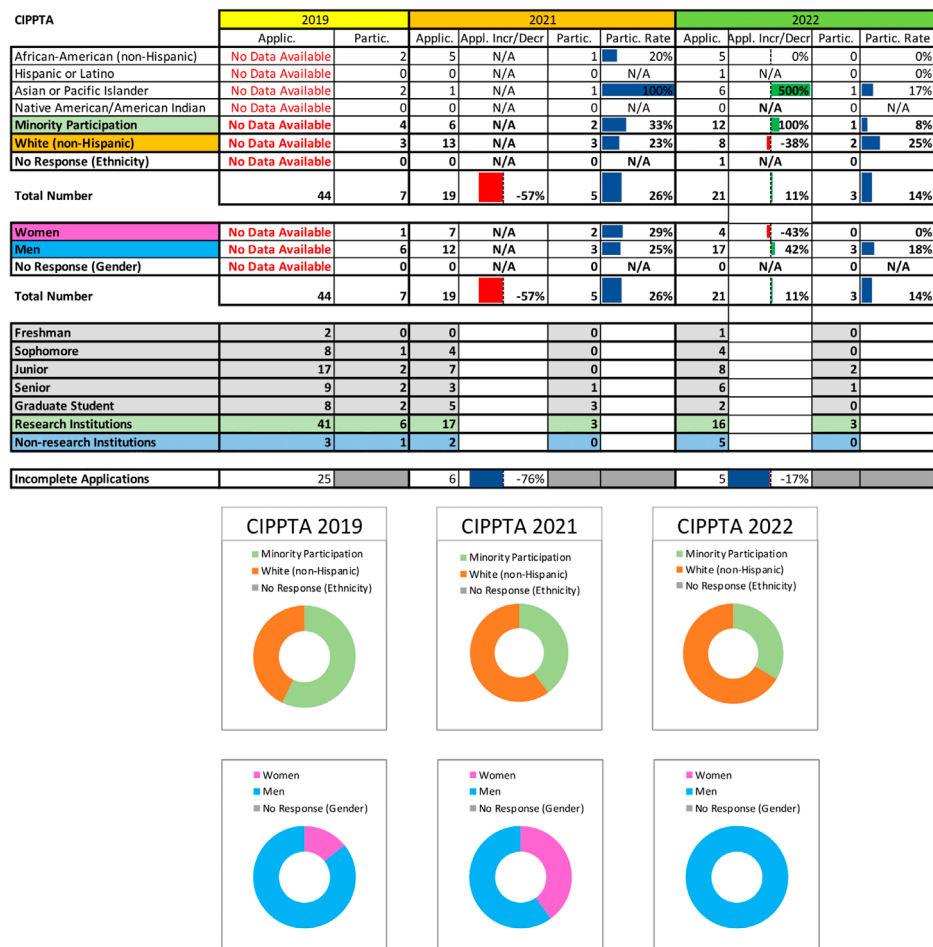 CIPPTA 2019 2021 2022
Applic. Partic. Applic. Appl. Incr/Decr Partic. Partic. Rate Applic. Appl. Incr/Decr Partic. Partic. Rate
African-American (non-Hispanic) No Data Available 2 5 N/A 1 20% 5 0% 0 0%
Hispanic or Latino No Data Available 0 0 N/A 0 N/A 1 N/A 0 0%
Asian or Pacific Islander No Data Available 2 1 N/A 1 100% 6 500% 1 17%
Native American/American Indian No Data Available 0 0 N/A 0 N/A 0 N/A 0 N/A
Minority Participation No Data Available 4 6 N/A 2 33% 12 100% 1 8%
White (non-Hispanic) No Data Available 3 13 N/A 3 23% 8 -38% 2 25%
No Response (Ethnicity) No Data Available 0 0 N/A 0 N/A 1 N/A 0
Total Number 44 7 19 -57% 5 26% 21 11% 3 14%
Women No Data Available 1 7 N/A 2 29% 4 -43% 0 0%
Men No Data Available 6 12 N/A 3 25% 17 42% 3 18%
No Response (Gender) No Data Available 0 0 N/A 0 N/A 0 N/A 0 N/A
Total Number 44 7 19 -57% 5 26% 21 11% 3 14%
Freshman 2 0 0 0 1 0
Sophomore 8 1 4 0 4 0
Junior 17 2 7 0 8 2
Senior 9 2 3 1 6 1
Graduate Student 8 2 5 3 2 0
Research Institutions 41 6 17 3 16 3
Non-research Institutions 3 1 2 0 5 0
Incomplete Applications 25 6 -76% 5 -17%
CIPPTA 2019
Minority Participation
White (non-Hispanic)
No Response (Ethnicity)
CIPPTA 2021
Minority Participation
White (non-Hispanic)
No Response (Ethnicity)
CIPPTA 2022
Minority Participation
White (non-Hispanic)
No Response (Ethnicity)
Women
Men
No Response (Gender)
Women
Men
No Response (Gender)
Women
Men
No Response (Gender)